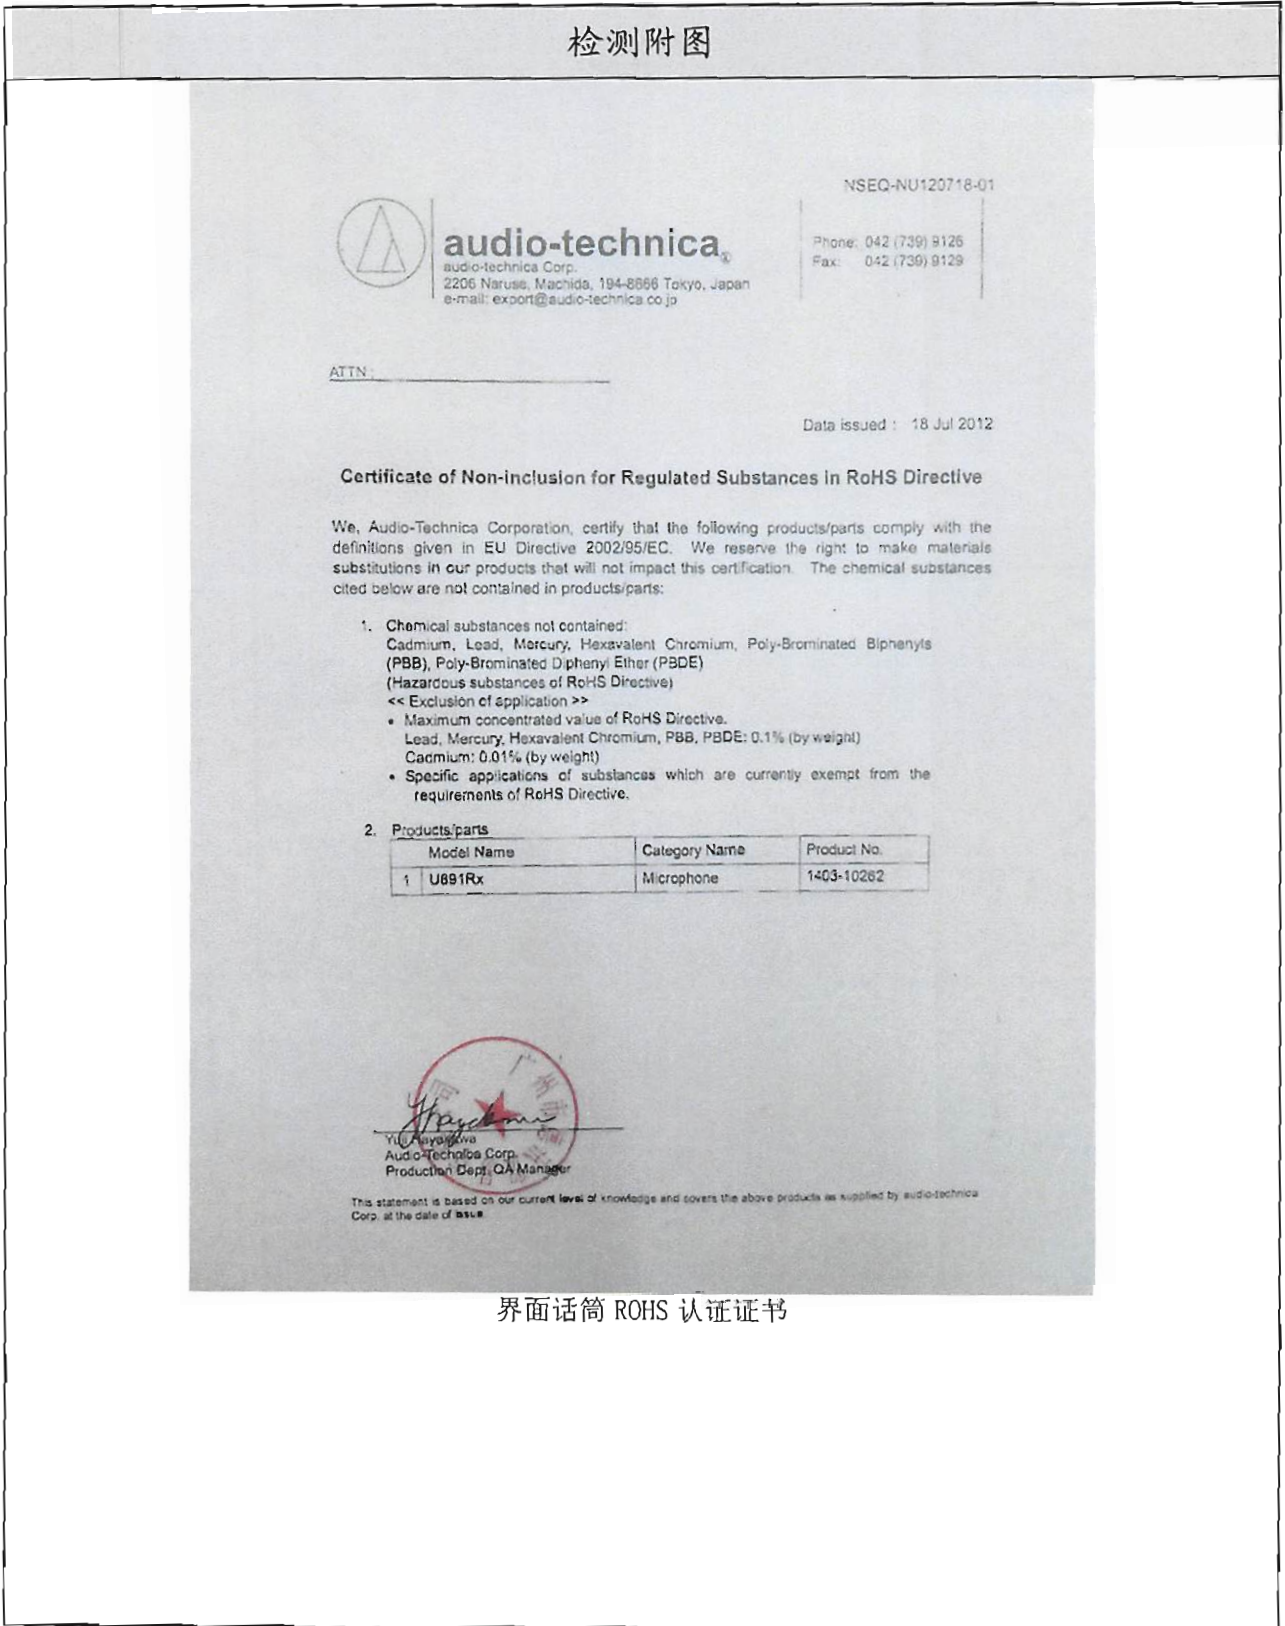 检测附图
NSEQ-NU120718-01
audio-technica®
audio-technica Corp.
2206 Naruse, Machida, 194-8666 Tokyo, Japan
e-mail: export@audio-technica.co.jp
Phone: 042 (739) 9126
Fax: 042 (739) 9129
ATTN:
Data issued : 18 Jul 2012
Certificate of Non-inclusion for Regulated Substances in RoHS Directive
We, Audio-Technica Corporation, certify that the following products/parts comply with the
definitions given in EU Directive 2002/95/EC. We reserve the right to make materials
substitutions in our products that will not impact this certification. The chemical substances
cited below are not contained in products/parts:
1. Chemical substances not contained:
Cadmium, Lead, Mercury, Hexavalent Chromium, Poly-Brominated Biphenyls
(PBB), Poly-Brominated Diphenyl Ether (PBDE)
(Hazardous substances of RoHS Directive)
<< Exclusion of application >>
• Maximum concentrated value of RoHS Directive.
Lead, Mercury, Hexavalent Chromium, PBB, PBDE: 0.1% (by weight)
Cadmium: 0.01% (by weight)
• Specific applications of substances which are currently exempt from the
requirements of RoHS Directive.
2. Products/parts
Model Name Category Name Product No.
1 U891Rx Microphone 1403-10262
广州市
司
Audio-Technica Corp.
Production Dept. QA Manager
This statement is based on our current level of knowledge and covers the above products as supplied by audio-technica
Corp. at the date of issue
界面话筒 ROHS 认证证书